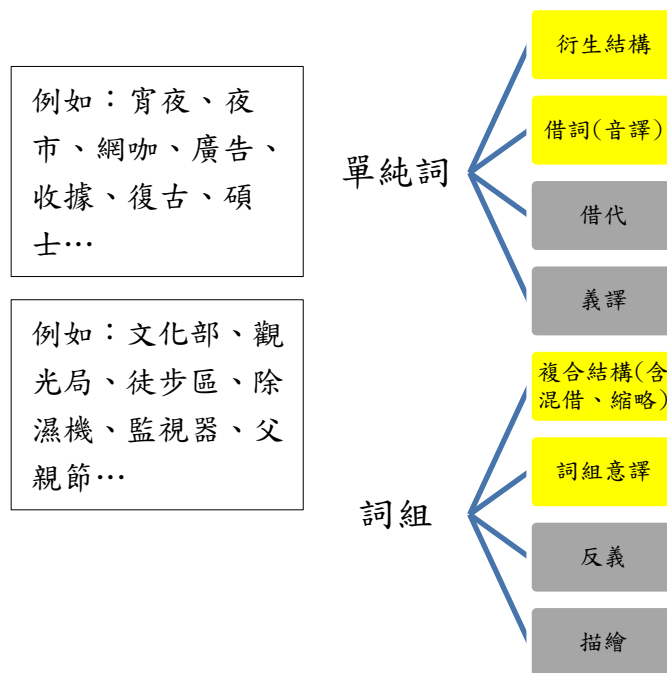 例如：宵夜、夜
市、網咖、廣告、
收據、復古、碩
士…
例如：文化部、觀
光局、徒步區、除
濕機、監視器、父
親節…
單純詞
衍生結構
借詞(音譯)
借代
義譯
詞組
複合結構(含
混借、縮略)
詞組意譯
反義
描繪